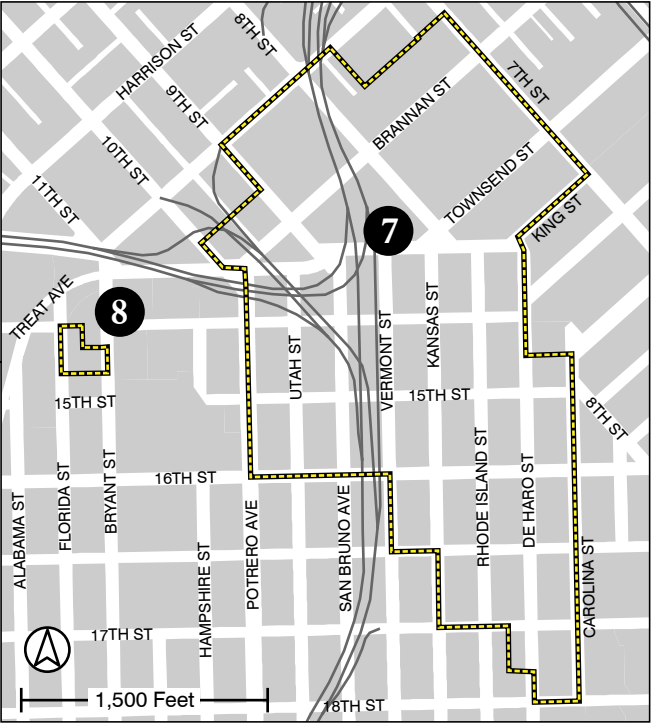 8TH ST
HARRISON ST
7TH ST
9TH ST
BRANNAN ST
10TH ST
TOWNSEND ST
11TH ST
KING ST
7
TREAT AVE
8
KANSAS ST
VERMONT ST
UTAH ST
15TH ST
15TH ST
8TH ST
RHODE ISLAND ST
DE HARO ST
BRYANT ST
FLORIDA ST
16TH ST
ALABAMA ST
POTRERO AVE
SAN BRUNO AVE
HAMPSHIRE ST
CAROLINA ST
17TH ST
1,500 Feet
18TH ST